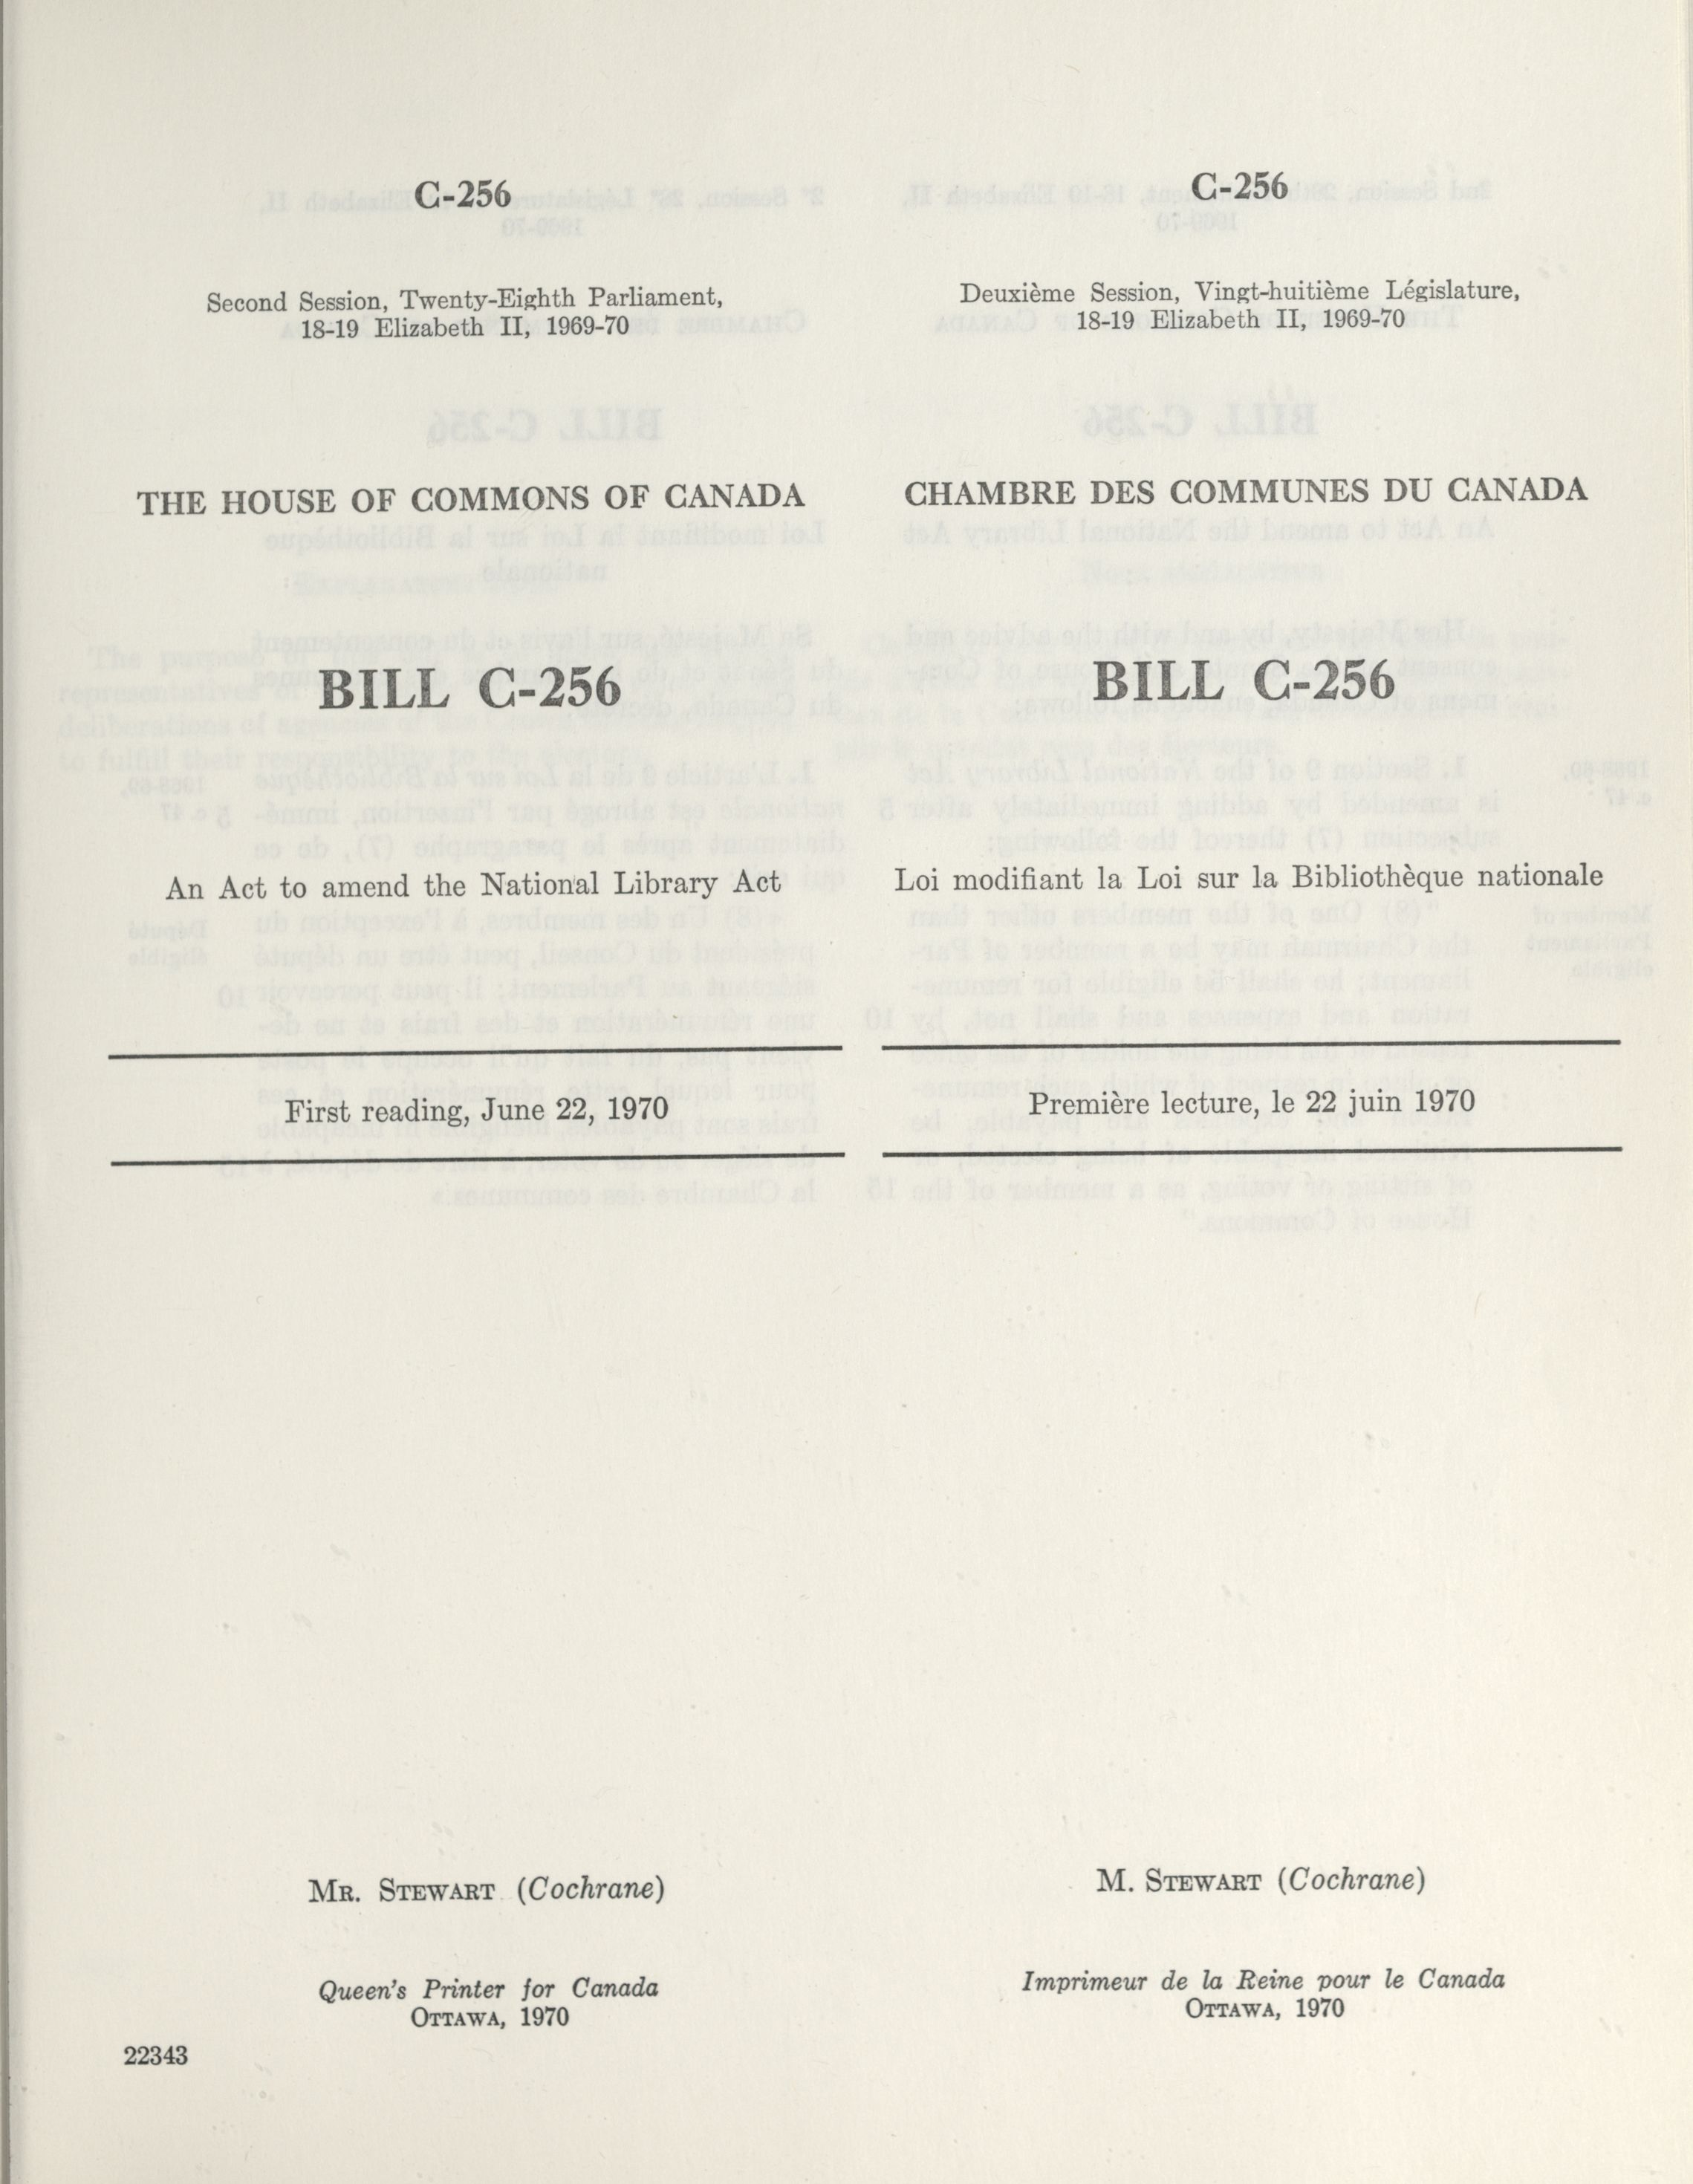 C-256
Second Session, Twenty-Eighth Parliament,
18-19 Elizabeth II, 1969-70
THE HOUSE OF COMMONS OF CANADA
BILL C-256
An Act to amend the National Library Act
First reading, June 22, 1970
MR. STEWART (Cochrane)
Queen's Printer for Canada
OTTAWA, 1970
22343
C-256
Deuxième Session, Vingt-huitième Législature,
18-19 Elizabeth II, 1969-70
CHAMBRE DES COMMUNES DU CANADA
BILL C-256
Loi modifiant la Loi sur la Bibliothèque nationale
Première lecture, le 22 juin 1970
M. STEWART (Cochrane)
Imprimeur de la Reine pour le Canada
OTTAWA, 1970